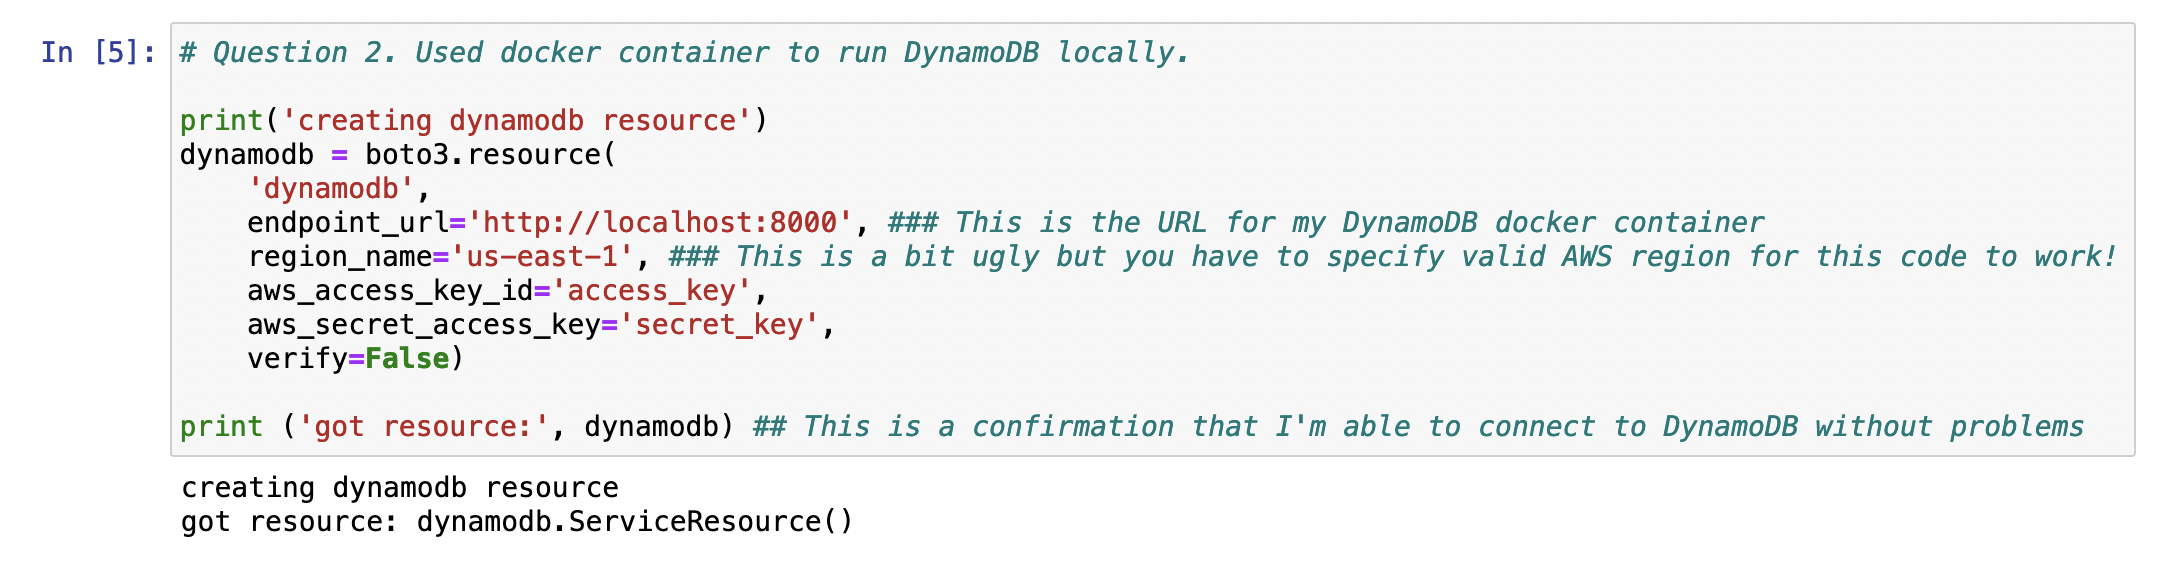 In [5]: # Question 2. Used docker container to run DynamoDB locally.
print('creating dynamodb resource')
dynamodb = boto3.resource(
    'dynamodb',
    endpoint_url='http://localhost:8000', ### This is the URL for my DynamoDB docker container
    region_name='us-east-1', ### This is a bit ugly but you have to specify valid AWS region for this code to work!
    aws_access_key_id='access_key',
    aws_secret_access_key='secret_key',
    verify=False)
print ('got resource:', dynamodb) ## This is a confirmation that I'm able to connect to DynamoDB without problems
creating dynamodb resource
got resource: dynamodb.ServiceResource()